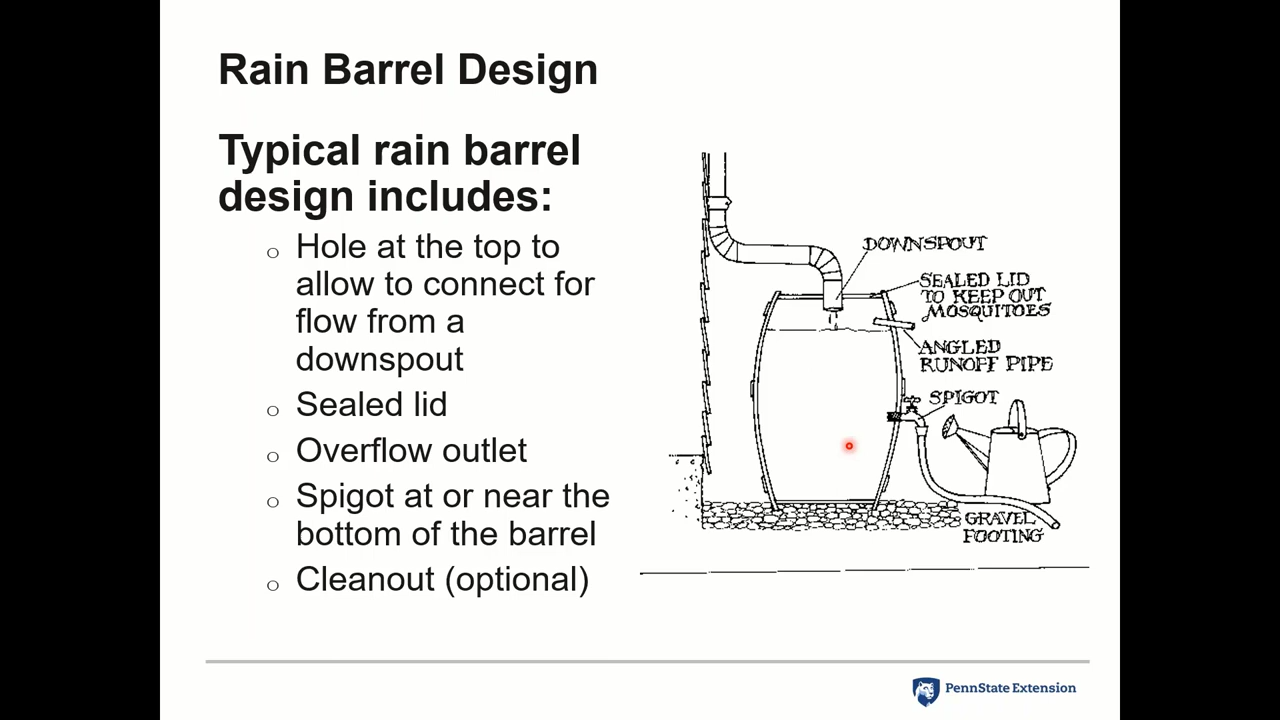 Rain Barrel Design
Typical rain barrel
design includes:
o Hole at the top to
allow to connect for
flow from a
downspout
o Sealed lid
o Overflow outlet
o Spigot at or near the
bottom of the barrel
o Cleanout (optional)
DOWNSPOUT
SEALED LID
TO KEEP OUT
MOSQUITOES
ANGLED
RUNOFF PIPE
SPIGOT
GRAVEL
FOOTING
PennState Extension